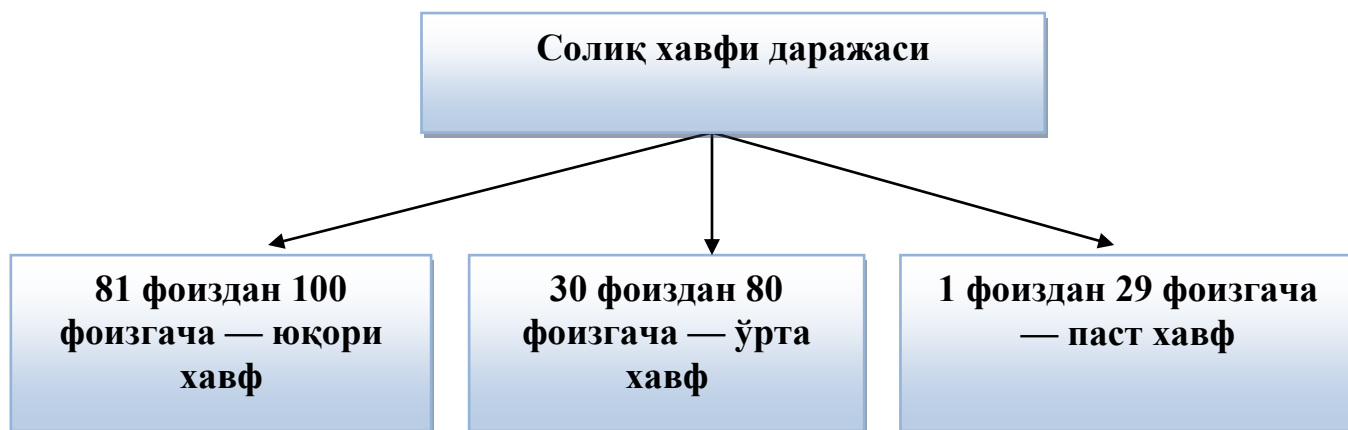 Солиқ хавфи даражаси
81 фоиздан 100
фоизгача — юқори
хавф
30 фоиздан 80
фоизгача — ўрта
хавф
1 фоиздан 29 фоизгача
— паст хавф